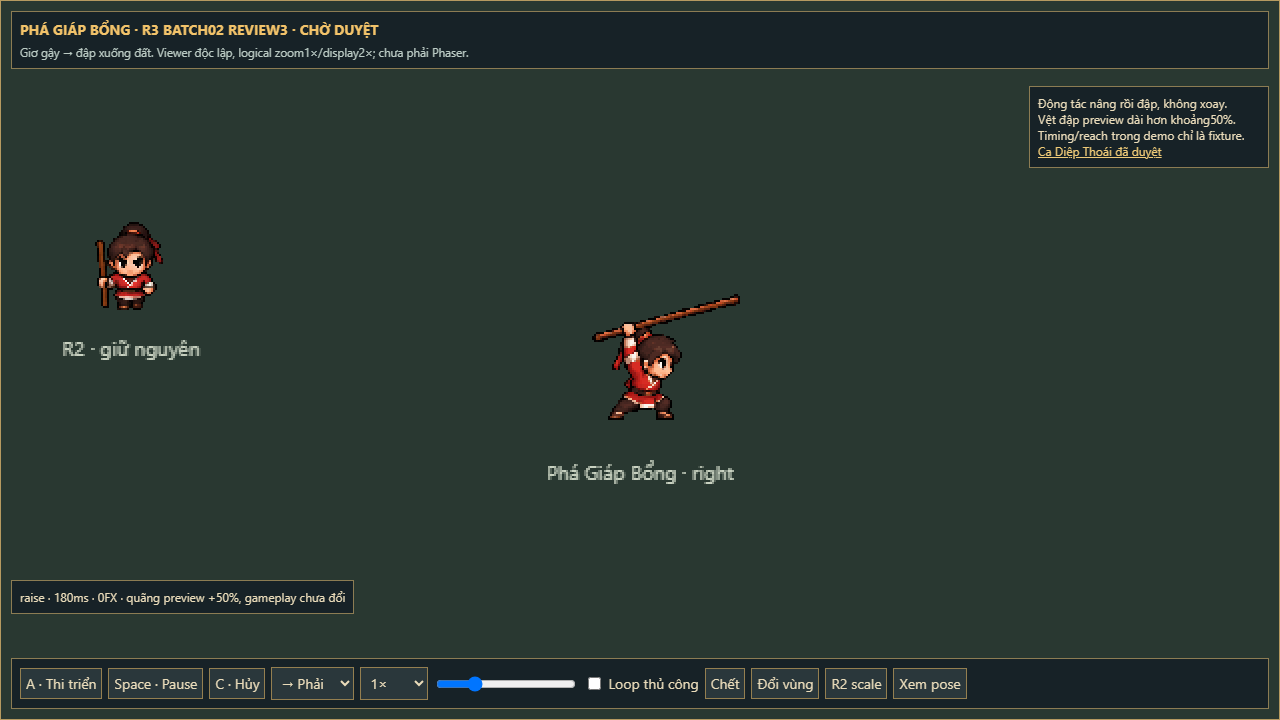 PHÁ GIÁP BỔNG · R3 BATCH02 REVIEW3 · CHỜ DUYỆT
Giơ gậy → đập xuống đất. Viewer độc lập, logical zoom1×/display2×; chưa phải Phaser.
Động tác nâng rồi đập, không xoay.
Vệt đập preview dài hơn khoảng50%.
Timing/reach trong demo chỉ là fixture.
Ca Diệp Thoái đã duyệt
R2 · giữ nguyên
Phá Giáp Bổng · right
raise · 180ms · 0FX · quãng preview +50%, gameplay chưa đổi
A · Thi triển Space · Pause C · Hủy → Phải 1× Loop thủ công Chết Đổi vùng R2 scale Xem pose